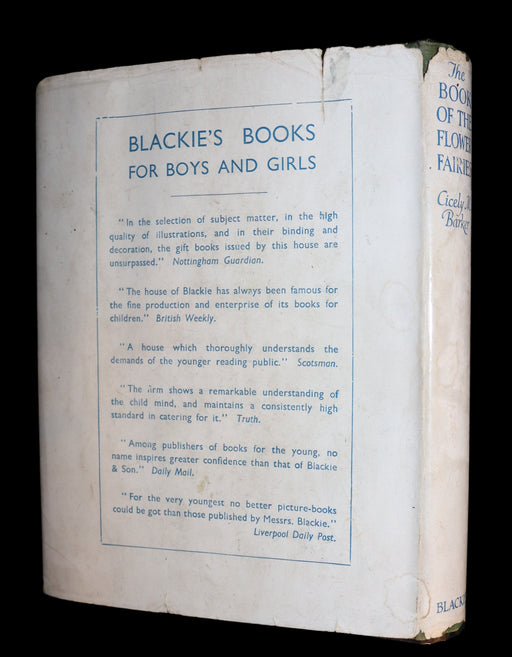 BLACKIE'S BOOKS
FOR BOYS AND GIRLS
"In the selection of subject matter, in the high
quality of illustrations, and in their binding and
decoration, the gift books issued by this house are
unsurpassed." Nottingham Guardian.
"The house of Blackie has always been famous for
the fine production and enterprise of its books for
children." British Weekly.
"A house which thoroughly understands the
demands of the younger reading public." Scotsman.
"The firm shows a remarkable understanding of
the child mind, and maintains a consistently high
standard in catering for it." Truth.
"Among publishers of books for the young, no
name inspires greater confidence than that of Blackie
& Son." Daily Mail.
"For the very youngest no better picture-books
could be got than those published by Messrs. Blackie."
Liverpool Daily Post.
The
BOOK
OF THE
FLOWER
FAIRIES
Cicely M.
Barker
BLACKIE